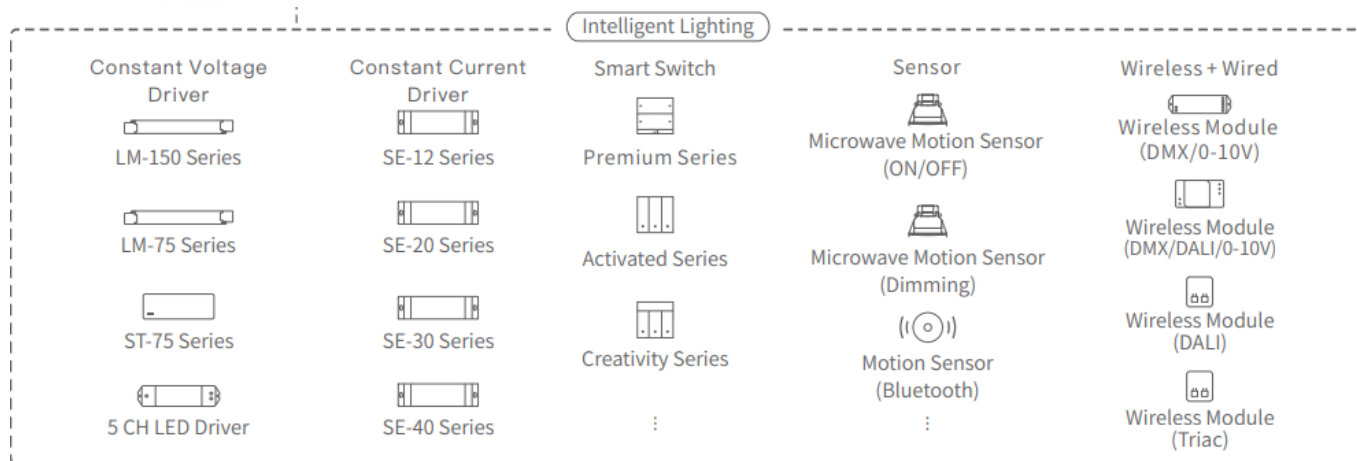 Intelligent Lighting
Constant Voltage
Driver
LM-150 Series
LM-75 Series
ST-75 Series
5 CH LED Driver
Constant Current
Driver
SE-12 Series
SE-20 Series
SE-30 Series
SE-40 Series
Smart Switch
Premium Series
Activated Series
Creativity Series
⋮
Sensor
Microwave Motion Sensor
(ON/OFF)
Microwave Motion Sensor
(Dimming)
Motion Sensor
(Bluetooth)
⋮
Wireless + Wired
Wireless Module
(DMX/0-10V)
Wireless Module
(DMX/DALI/0-10V)
Wireless Module
(DALI)
Wireless Module
(Triac)